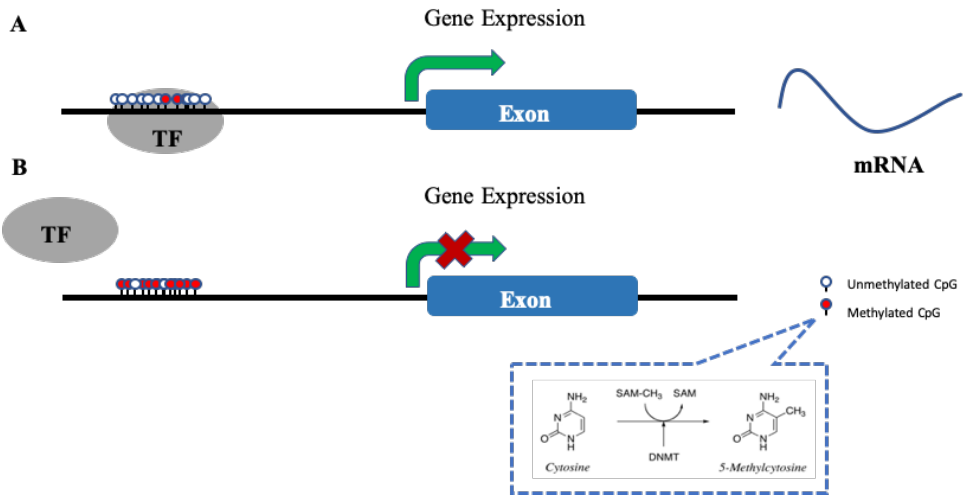 A
Gene Expression
Exon
TF
mRNA
B
Gene Expression
TF
Exon
Unmethylated CpG
Methylated CpG
NH₂
N
O
N
H
Cytosine
SAM-CH₃ SAM
DNMT
NH₂
CH₃
N
O
N
H
5-Methylcytosine